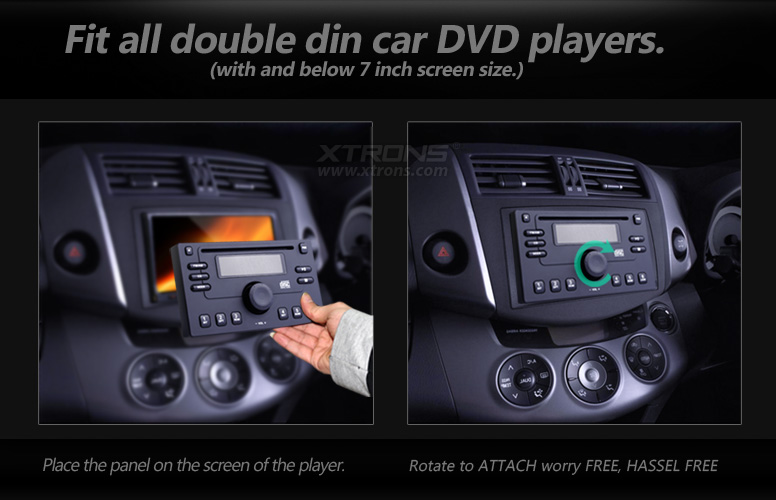 Fit all double din car DVD players.
(with and below 7 inch screen size.)
XTRONS
www.xtrons.com
Place the panel on the screen of the player.
Rotate to ATTACH worry FREE, HASSEL FREE